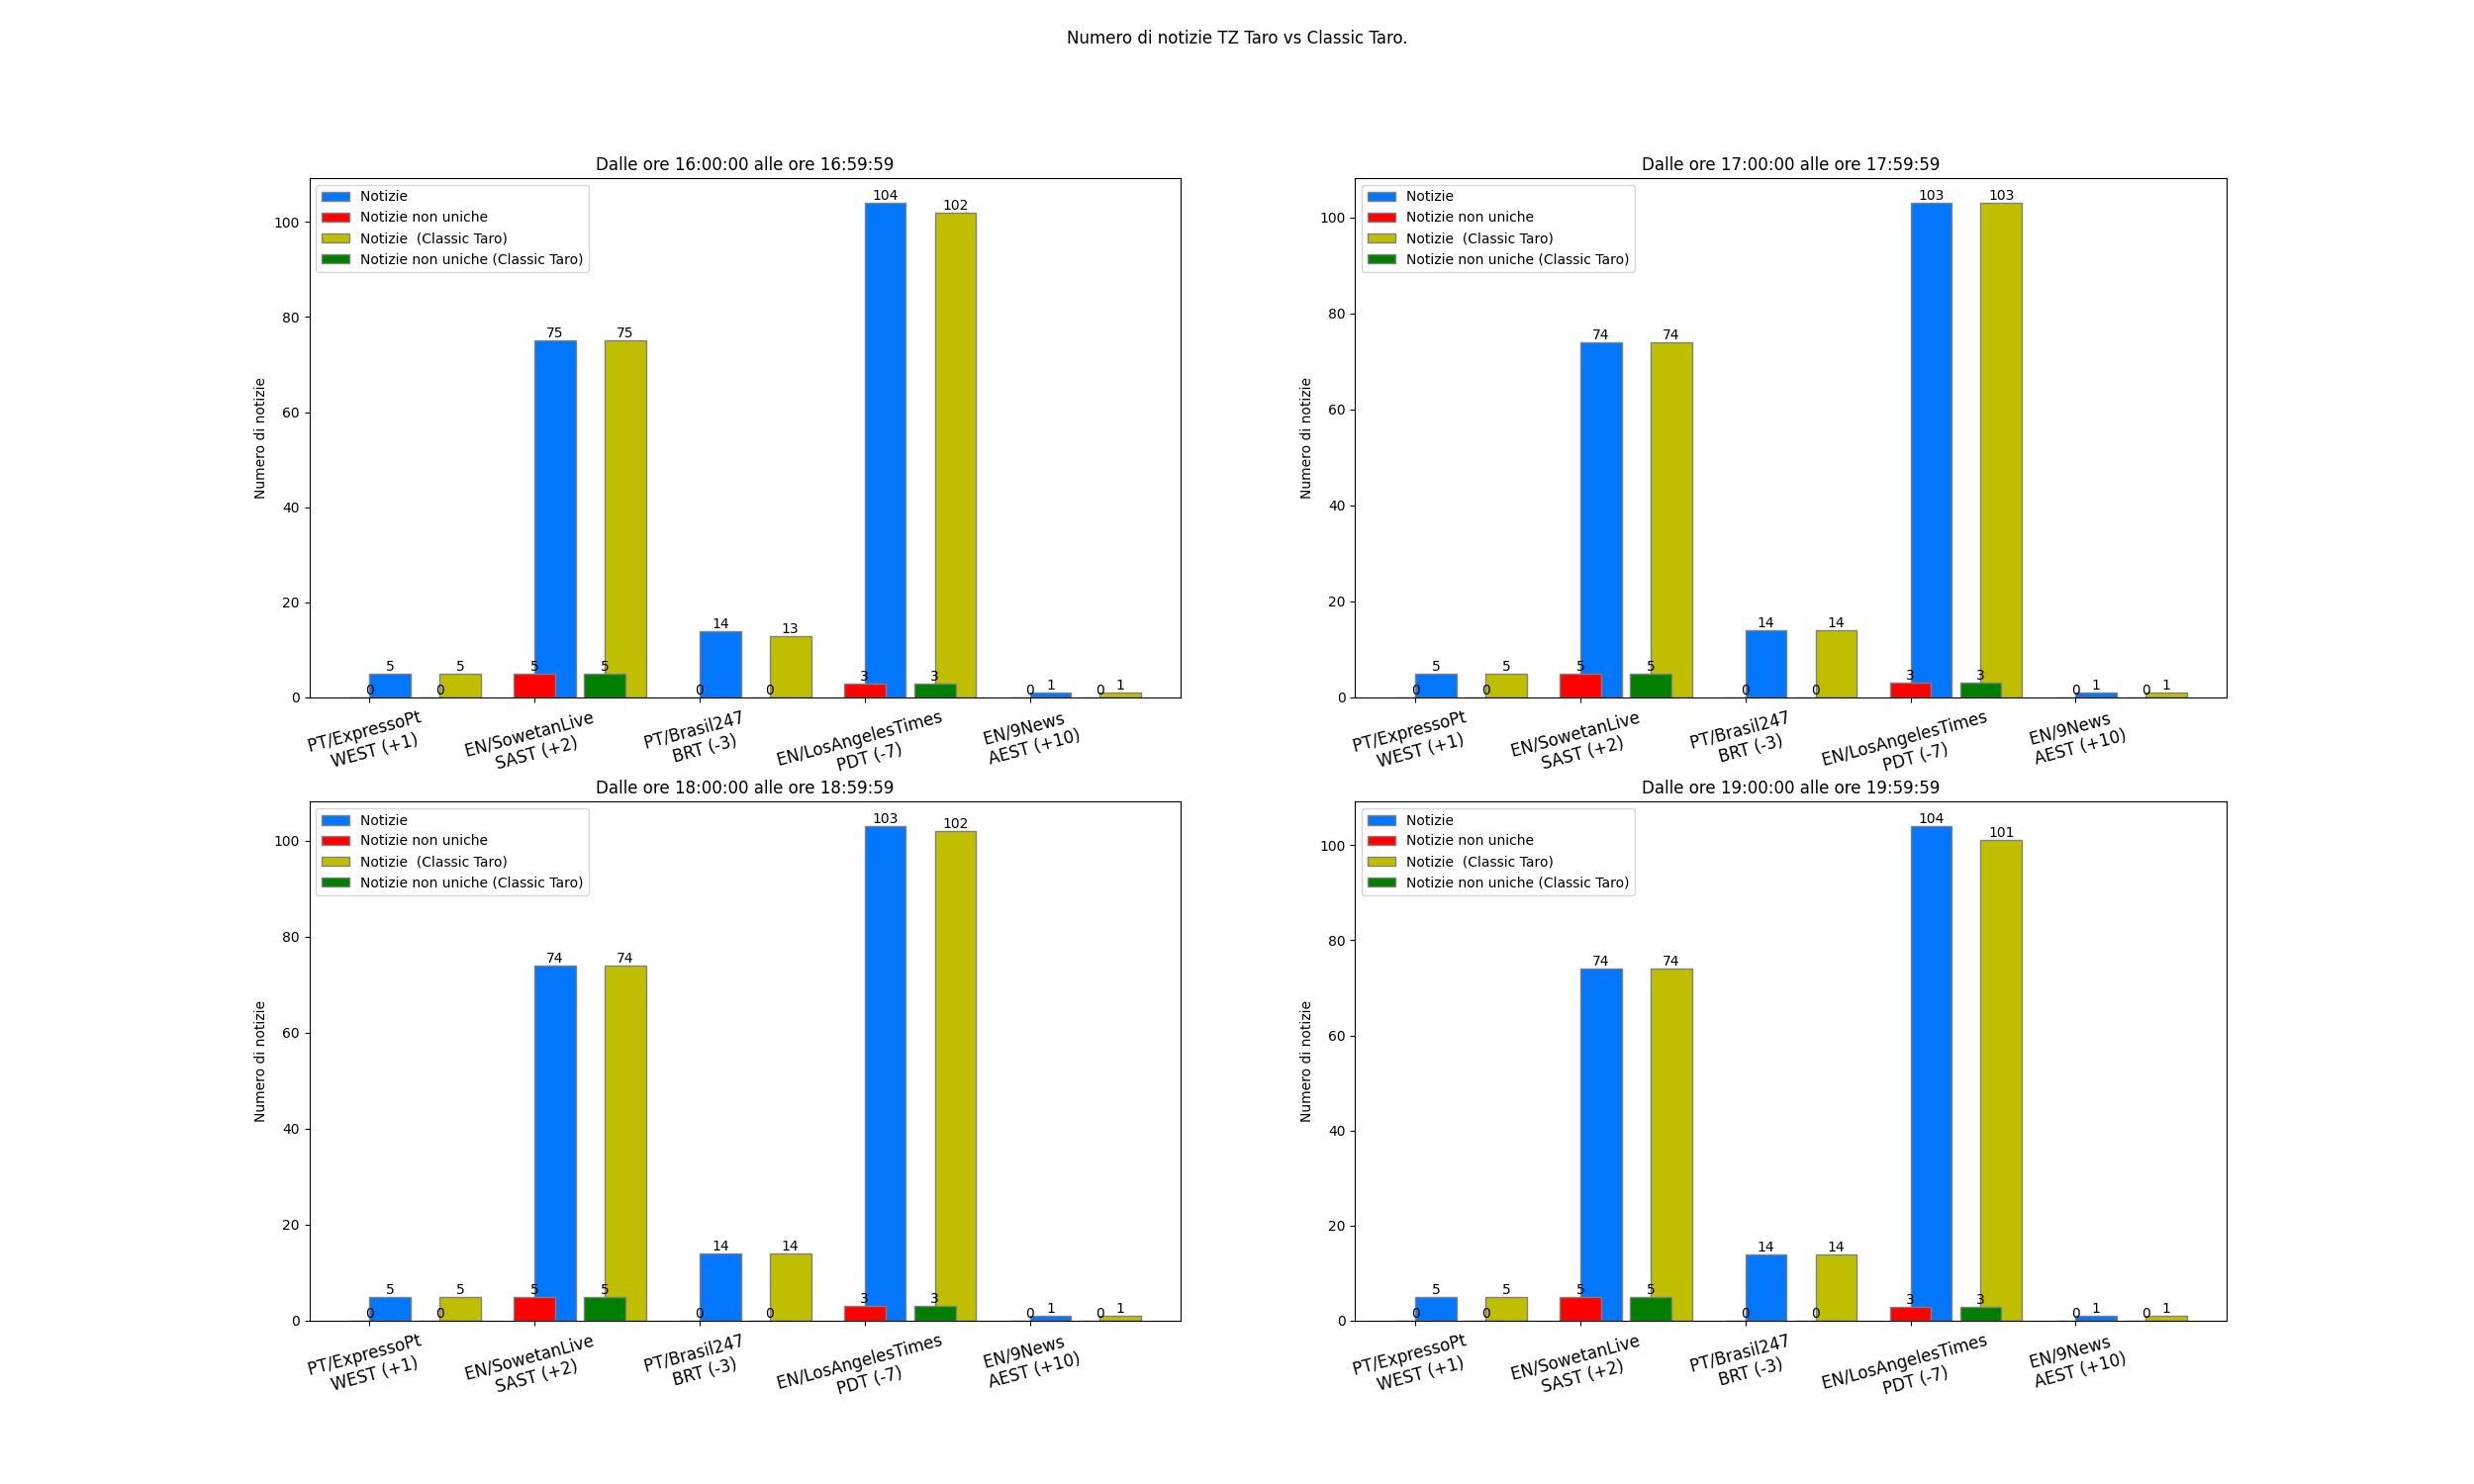 Numero di notizie TZ Taro vs Classic Taro.
Dalle ore 16:00:00 alle ore 16:59:59
Notizie
Notizie non uniche
Notizie  (Classic Taro)
Notizie non uniche (Classic Taro)
Numero di notizie
100
80
60
40
20
0
5 5 5 75 5 75 14 13 3 104 3 102 1 1
0 0 0 0 0 0
PT/ExpressoPt
WEST (+1)
EN/SowetanLive
SAST (+2)
PT/Brasil247
BRT (-3)
EN/LosAngelesTimes
PDT (-7)
EN/9News
AEST (+10)
Dalle ore 17:00:00 alle ore 17:59:59
Notizie
Notizie non uniche
Notizie  (Classic Taro)
Notizie non uniche (Classic Taro)
Numero di notizie
100
80
60
40
20
0
5 5 5 74 5 74 14 14 3 103 3 103 1 1
0 0 0 0 0 0
PT/ExpressoPt
WEST (+1)
EN/SowetanLive
SAST (+2)
PT/Brasil247
BRT (-3)
EN/LosAngelesTimes
PDT (-7)
EN/9News
AEST (+10)
Dalle ore 18:00:00 alle ore 18:59:59
Notizie
Notizie non uniche
Notizie  (Classic Taro)
Notizie non uniche (Classic Taro)
Numero di notizie
100
80
60
40
20
0
5 5 5 74 5 74 14 14 3 103 3 102 1 1
0 0 0 0 0 0
PT/ExpressoPt
WEST (+1)
EN/SowetanLive
SAST (+2)
PT/Brasil247
BRT (-3)
EN/LosAngelesTimes
PDT (-7)
EN/9News
AEST (+10)
Dalle ore 19:00:00 alle ore 19:59:59
Notizie
Notizie non uniche
Notizie  (Classic Taro)
Notizie non uniche (Classic Taro)
Numero di notizie
100
80
60
40
20
0
5 5 5 74 5 74 14 14 3 104 3 101 1 1
0 0 0 0 0 0
PT/ExpressoPt
WEST (+1)
EN/SowetanLive
SAST (+2)
PT/Brasil247
BRT (-3)
EN/LosAngelesTimes
PDT (-7)
EN/9News
AEST (+10)